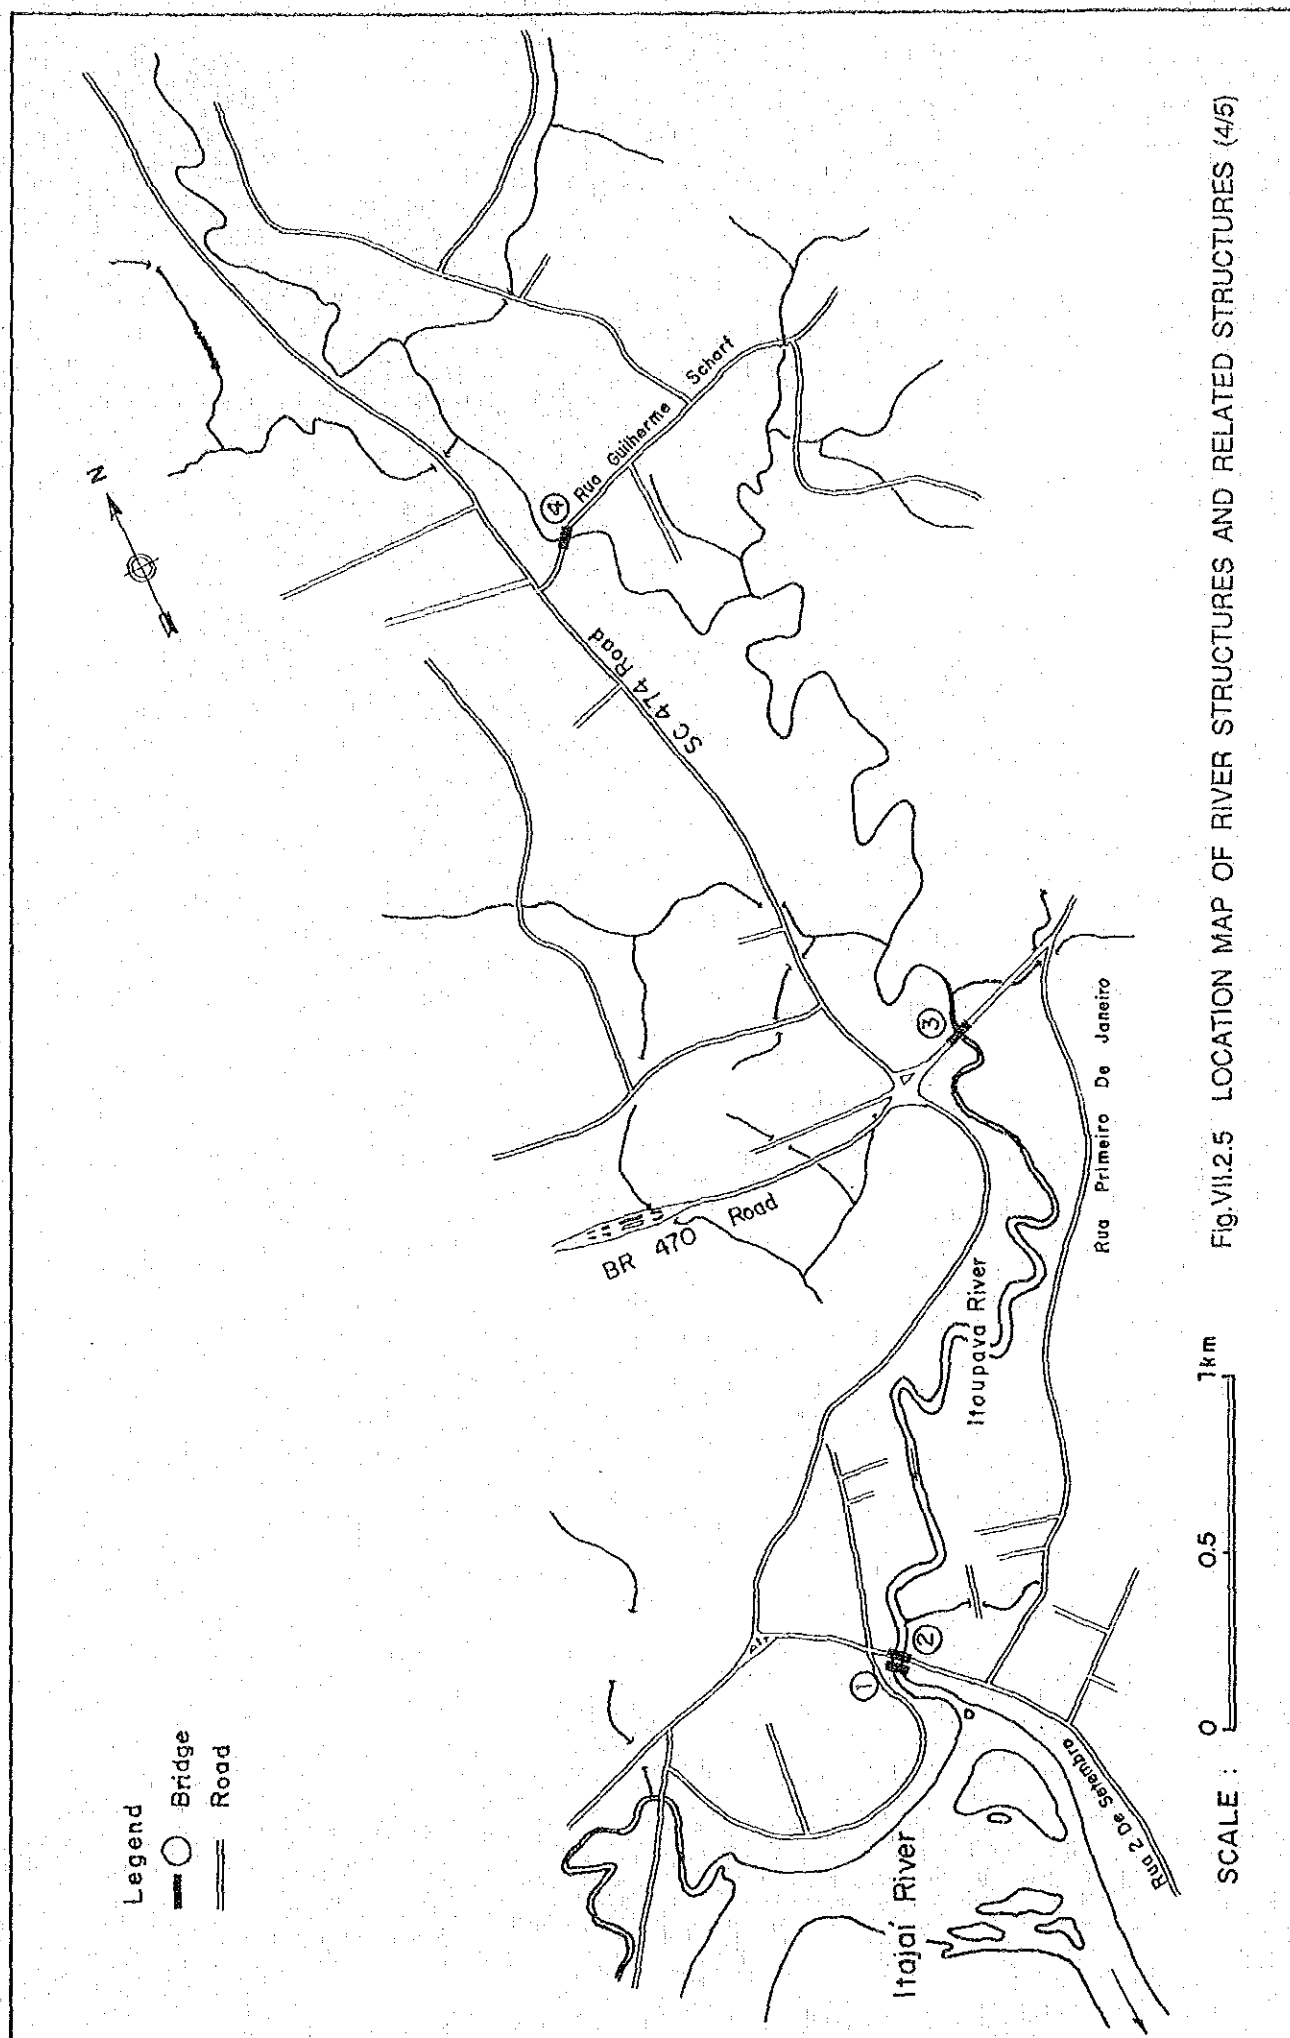 Legend
Bridge
Road
N
SC 474 Road
Rua Guilherme Scharf
BR 470 Road
Itoupava River
Rua Primeiro De Janeiro
Itajaí River
Rua 2 De Setembro
1
2
3
4
SCALE : 0 0.5 1km
Fig.VII.2.5 LOCATION MAP OF RIVER STRUCTURES AND RELATED STRUCTURES (4/5)